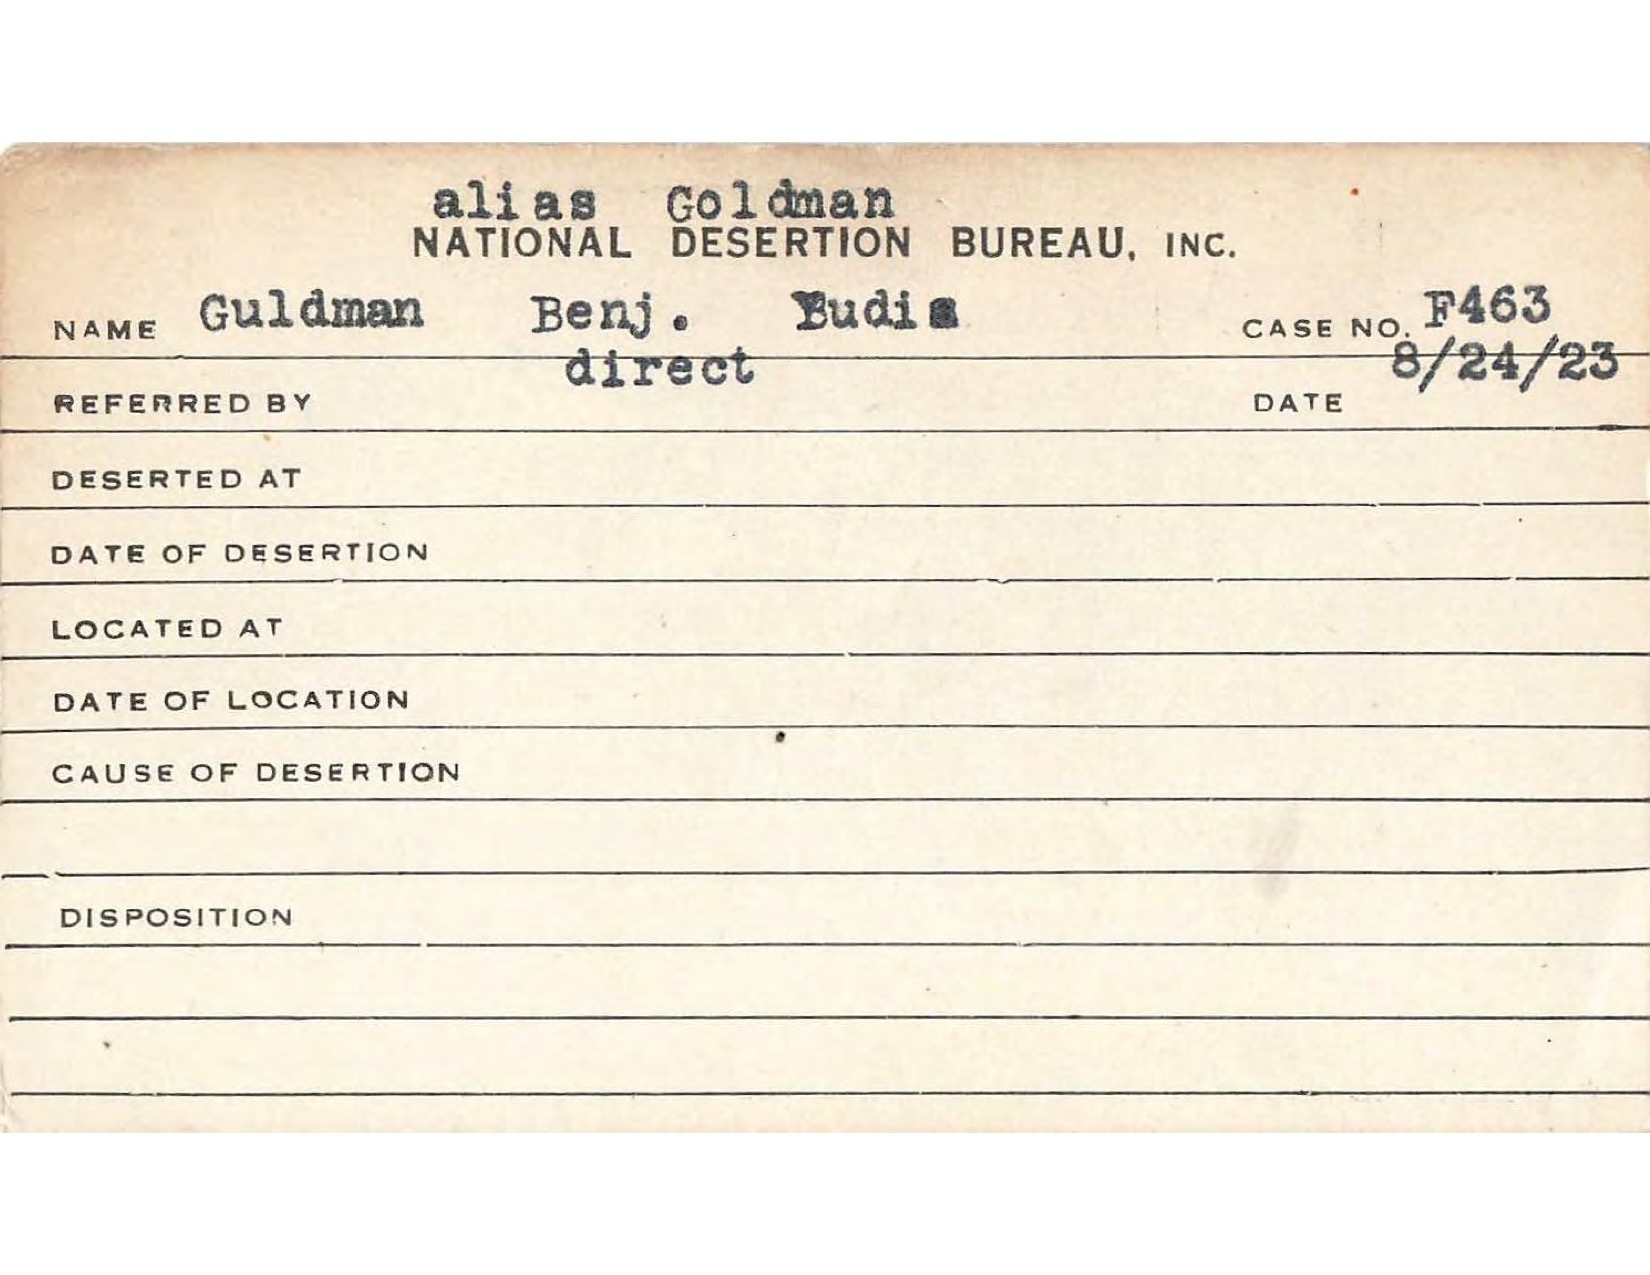 alias Goldman
NATIONAL DESERTION BUREAU, INC.
NAME Guldman Benj. CASE NO. F463
REFERRED BY direct DATE 8/24/23
DESERTED AT
DATE OF DESERTION
LOCATED AT
DATE OF LOCATION
CAUSE OF DESERTION
DISPOSITION